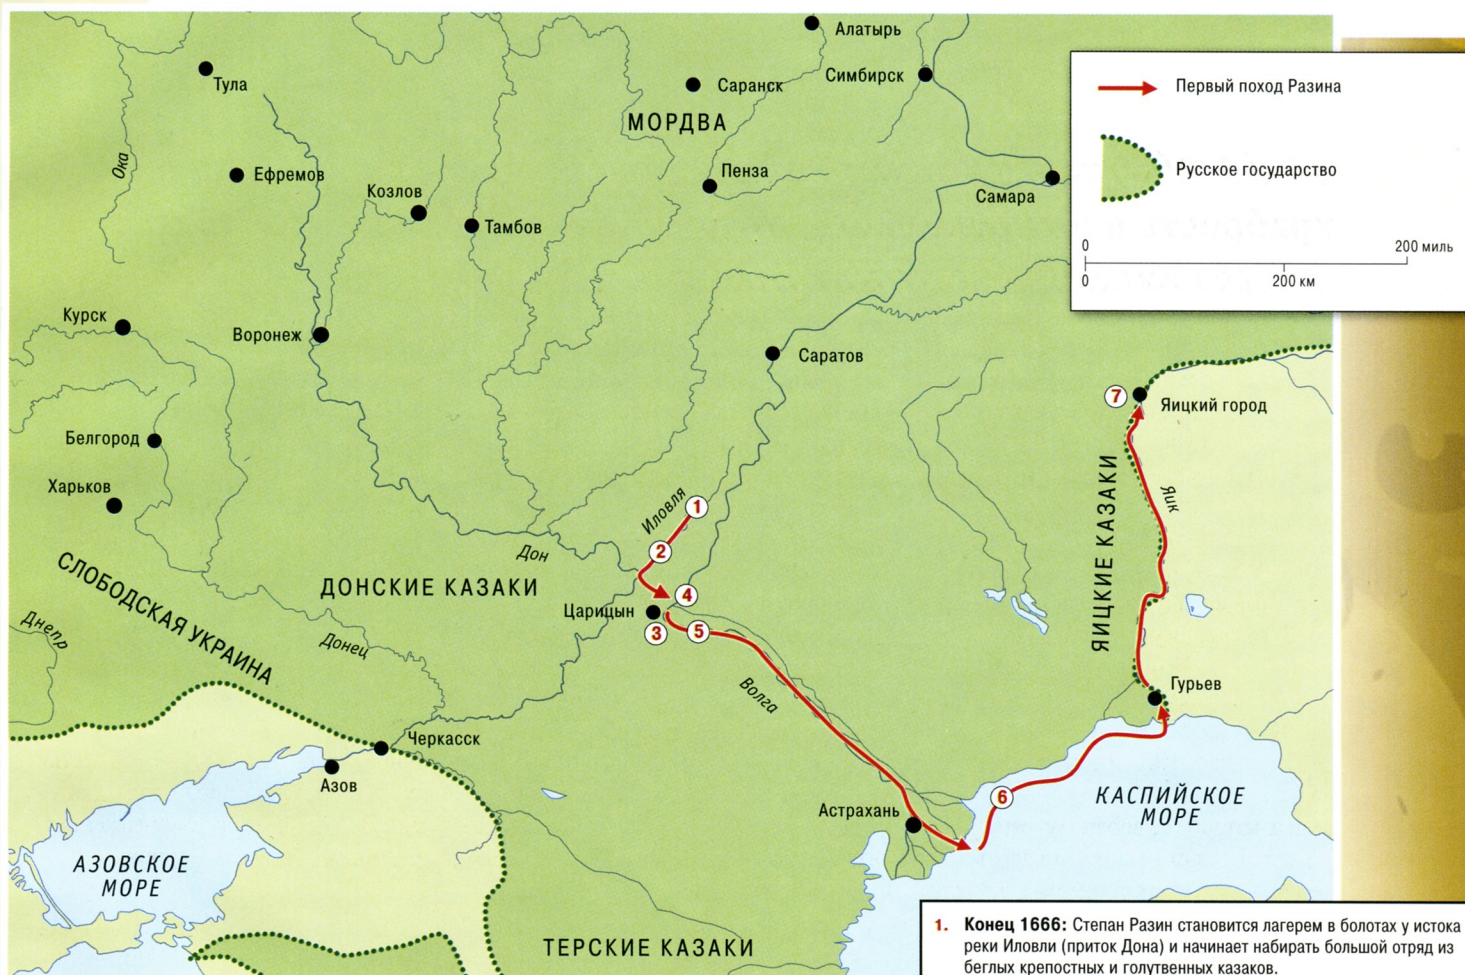 Алатырь
Симбирск
Тула
Саранск
МОРДВА
Ока
Ефремов
Козлов
Пенза
Тамбов
Самара
Первый поход Разина
Русское государство
0
200 миль
0
200 км
Курск
Воронеж
Саратов
7
Яицкий город
Белгород
Харьков
Иловля
1
ЯИЦКИЕ КАЗАКИ
Яик
2
Дон
СЛОБОДСКАЯ УКРАИНА
ДОНСКИЕ КАЗАКИ
4
Царицын
3
5
Днепр
Донец
Волга
Гурьев
Черкасск
Азов
6
КАСПИЙСКОЕ
МОРЕ
Астрахань
АЗОВСКОЕ
МОРЕ
ТЕРСКИЕ КАЗАКИ
1. Конец 1666: Степан Разин становится лагерем в болотах у истока
реки Иловли (приток Дона) и начинает набирать большой отряд из
беглых крепостных и голутвенных казаков.